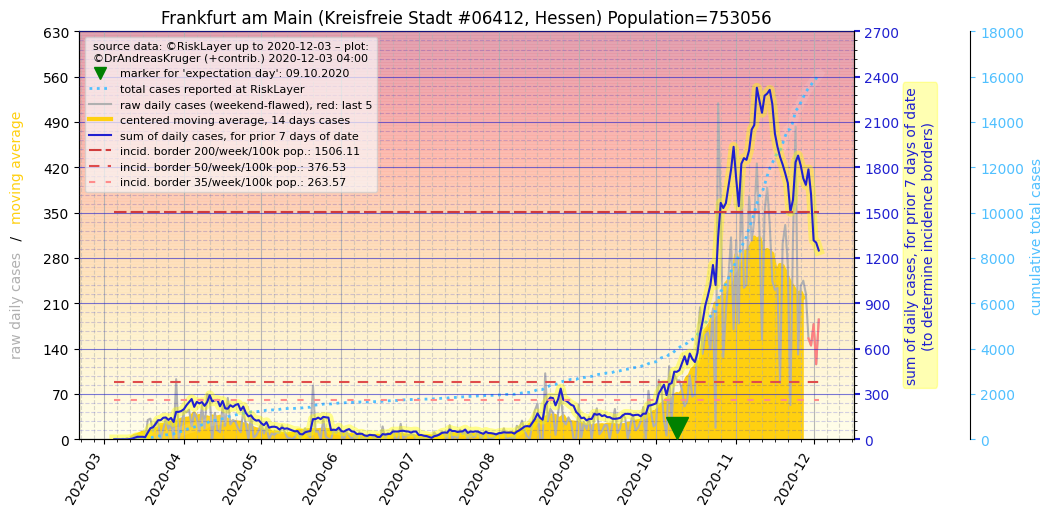 Frankfurt am Main (Kreisfreie Stadt #06412, Hessen) Population=753056
source data: ©RiskLayer up to 2020-12-03 – plot:
©DrAndreasKruger (+contrib.) 2020-12-03 04:00
marker for 'expectation day': 09.10.2020
total cases reported at RiskLayer
raw daily cases (weekend-flawed), red: last 5
centered moving average, 14 days cases
sum of daily cases, for prior 7 days of date
incid. border 200/week/100k pop.: 1506.11
incid. border 50/week/100k pop.: 376.53
incid. border 35/week/100k pop.: 263.57
raw daily cases / moving average
630
560
490
420
350
280
210
140
70
0
2020-03
2020-04
2020-05
2020-06
2020-07
2020-08
2020-09
2020-10
2020-11
2020-12
2700
2400
2100
1800
1500
1200
900
600
300
0
sum of daily cases, for prior 7 days of date
(to determine incidence borders)
18000
16000
14000
12000
10000
8000
6000
4000
2000
0
cumulative total cases